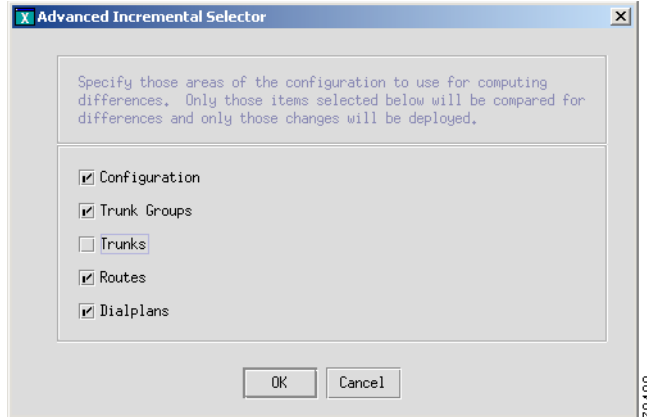 Advanced Incremental Selector
Specify those areas of the configuration to use for computing
differences. Only those items selected below will be compared for
differences and only those changes will be deployed.
Configuration
Trunk Groups
Trunks
Routes
Dialplans
OK
Cancel